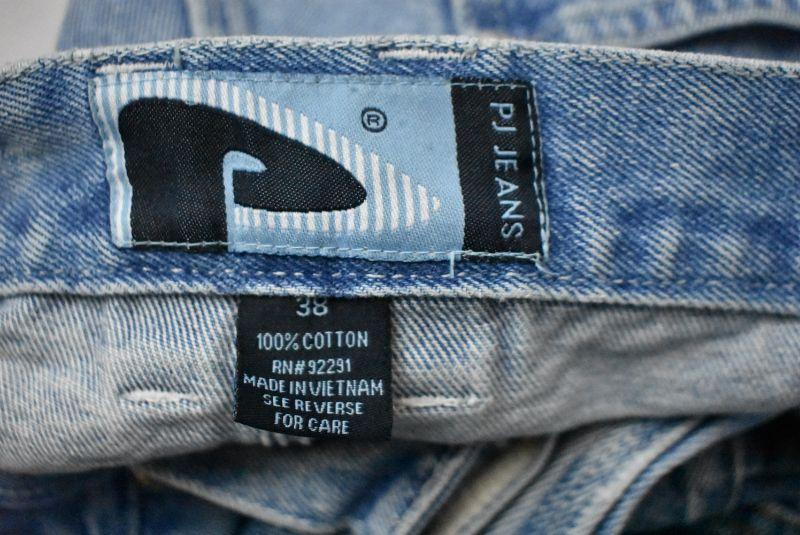 ®
PJ JEANS
38
100% COTTON
RN# 92291
MADE IN VIETNAM
SEE REVERSE
FOR CARE